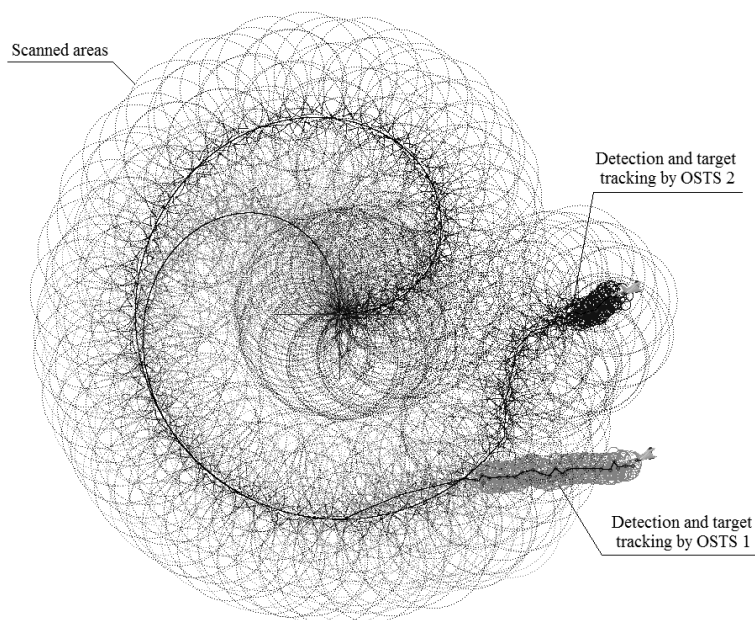 Scanned areas
Detection and target
tracking by OSTS 2
Detection and target
tracking by OSTS 1